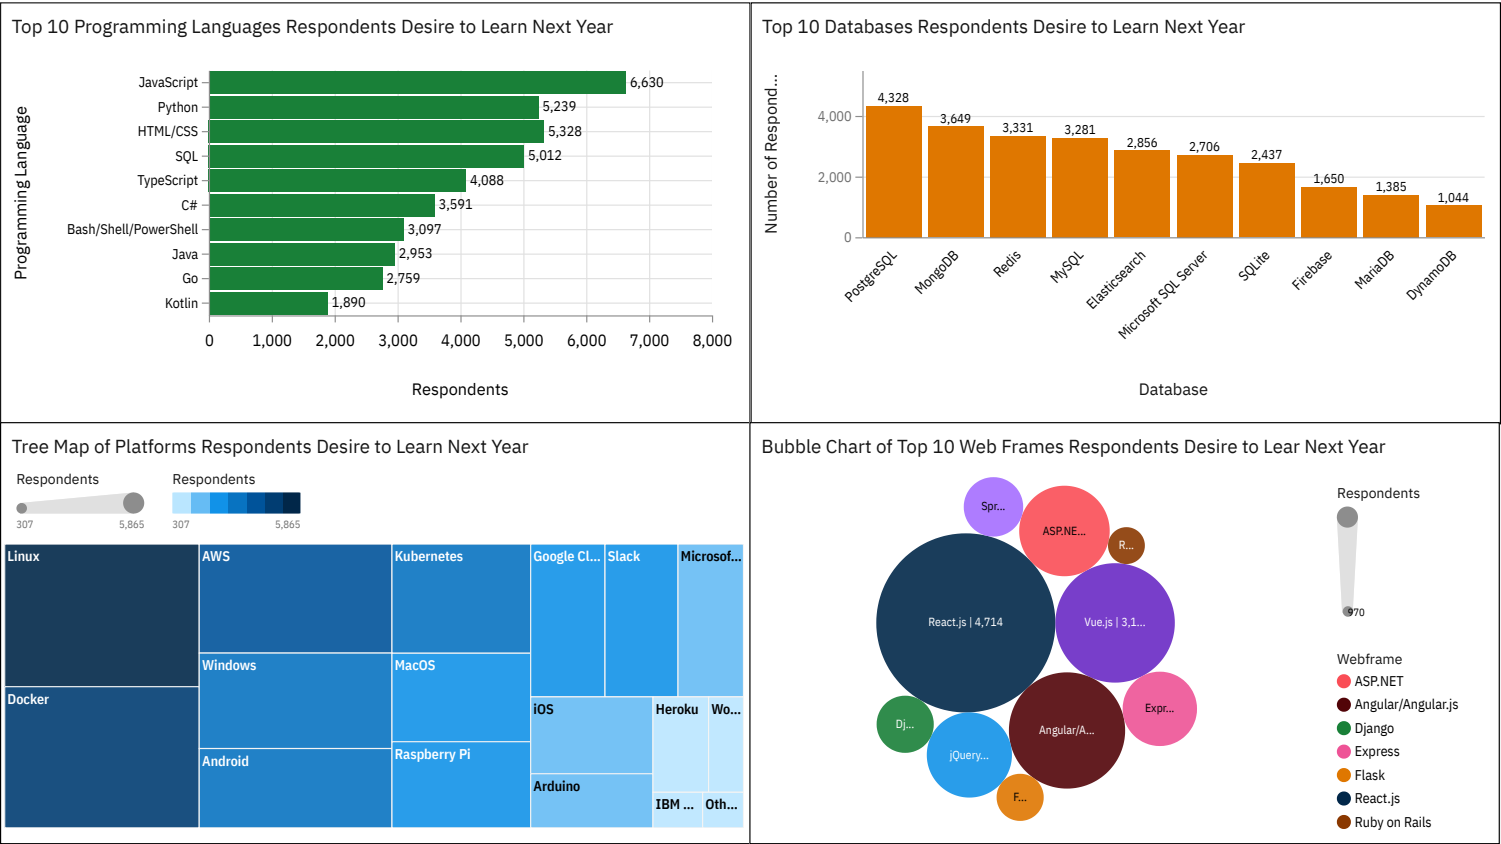 Top 10 Programming Languages Respondents Desire to Learn Next Year
Programming Language
JavaScript 6,630
Python 5,239
HTML/CSS 5,328
SQL 5,012
TypeScript 4,088
C# 3,591
Bash/Shell/PowerShell 3,097
Java 2,953
Go 2,759
Kotlin 1,890
0 1,000 2,000 3,000 4,000 5,000 6,000 7,000 8,000
Respondents
Top 10 Databases Respondents Desire to Learn Next Year
Number of Respond...
4,000
2,000
0
4,328 3,649 3,331 3,281 2,856 2,706 2,437 1,650 1,385 1,044
PostgreSQL MongoDB Redis MySQL Elasticsearch Microsoft SQL Server SQLite Firebase MariaDB DynamoDB
Database
Tree Map of Platforms Respondents Desire to Learn Next Year
Respondents Respondents
307 5,865 307 5,865
Linux AWS Kubernetes Google Cl... Slack Microsof...
Windows MacOS
Docker iOS Heroku Wo...
Android Raspberry Pi
Arduino IBM ... Oth...
Bubble Chart of Top 10 Web Frames Respondents Desire to Lear Next Year
Spr...
ASP.NE...
R...
React.js | 4,714 Vue.js | 3,1...
Expr...
Dj... Angular/A...
jQuery...
F...
Respondents
970
Webframe
ASP.NET
Angular/Angular.js
Django
Express
Flask
React.js
Ruby on Rails